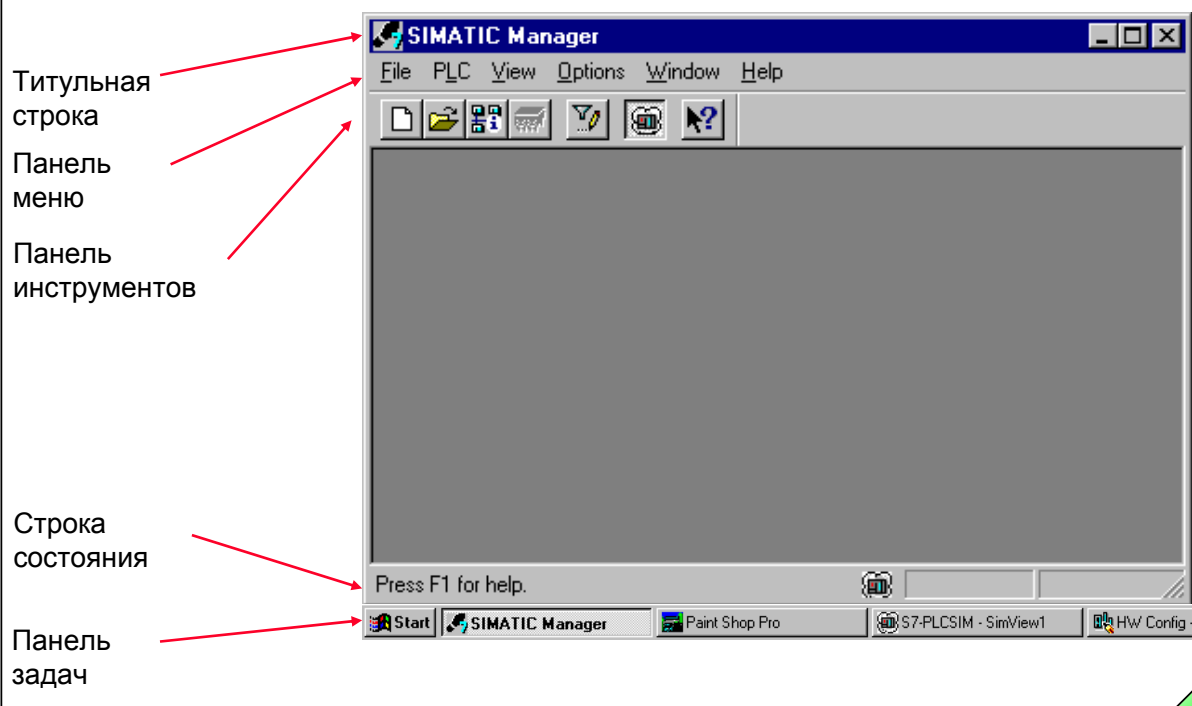 SIMATIC Manager
File PLC View Options Window Help
Титульная
строка
Панель
меню
Панель
инструментов
Строка
состояния
Press F1 for help.
Start SIMATIC Manager Paint Shop Pro S7-PLCSIM - SimView1 HW Config -
Панель
задач